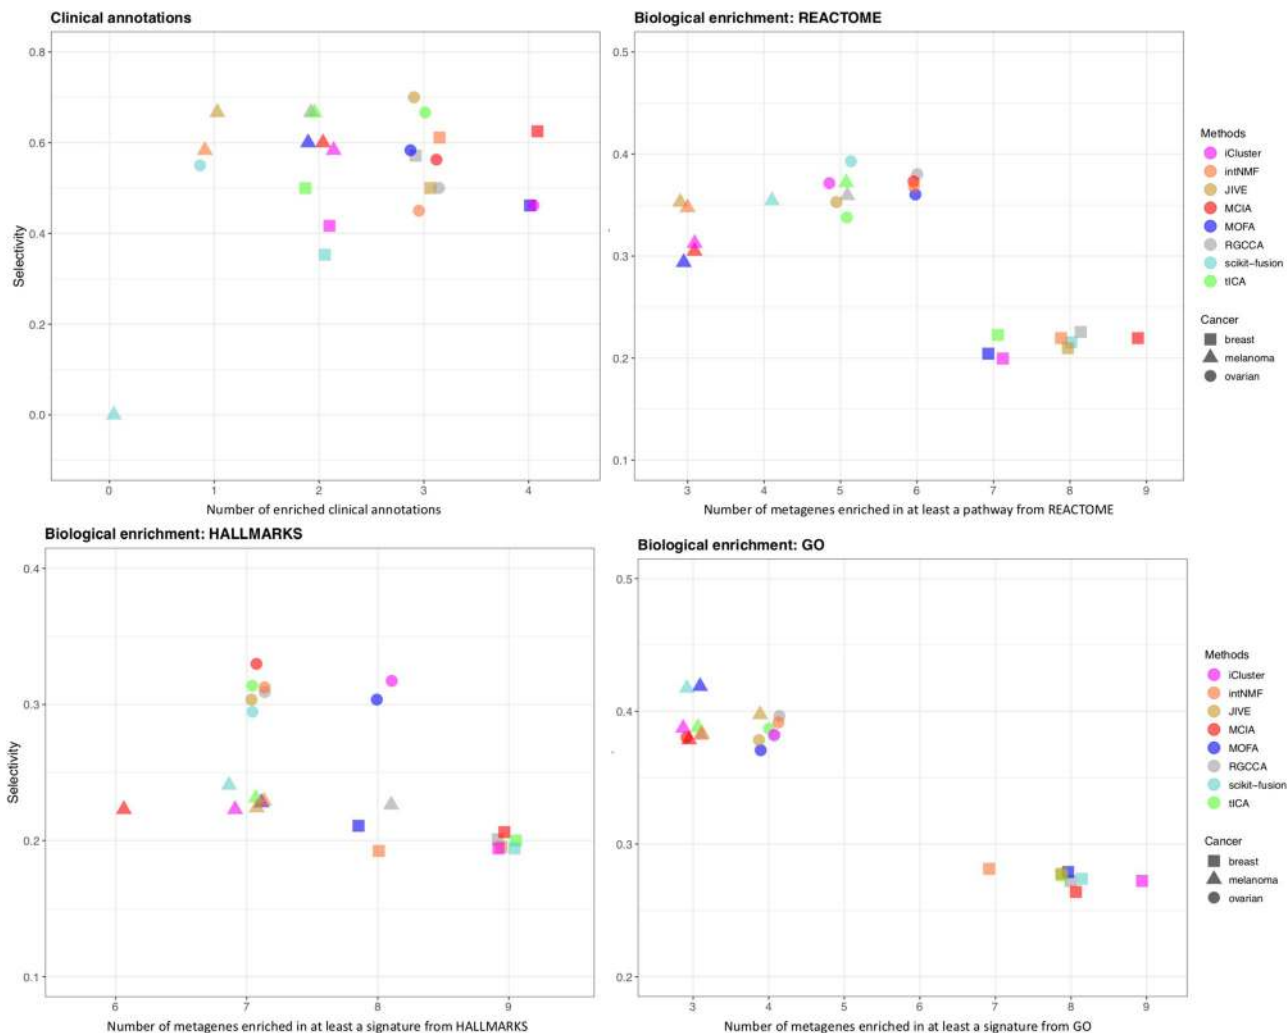 Clinical annotations
0.8
0.6
0.4
0.2
0.0
Selectivity
0 1 2 3 4
Number of enriched clinical annotations
Biological enrichment: REACTOME
0.5
0.4
0.3
0.2
0.1
3 4 5 6 7 8 9
Number of metagenes enriched in at least a pathway from REACTOME
Methods
iCluster
intNMF
JIVE
MCIA
MOFA
RGCCA
scikit-fusion
tICA
Cancer
breast
melanoma
ovarian
Biological enrichment: HALLMARKS
0.4
0.3
0.2
0.1
Selectivity
6 7 8 9
Number of metagenes enriched in at least a signature from HALLMARKS
Biological enrichment: GO
0.5
0.4
0.3
0.2
3 4 5 6 7 8 9
Number of metagenes enriched in at least a signature from GO
Methods
iCluster
intNMF
JIVE
MCIA
MOFA
RGCCA
scikit-fusion
tICA
Cancer
breast
melanoma
ovarian